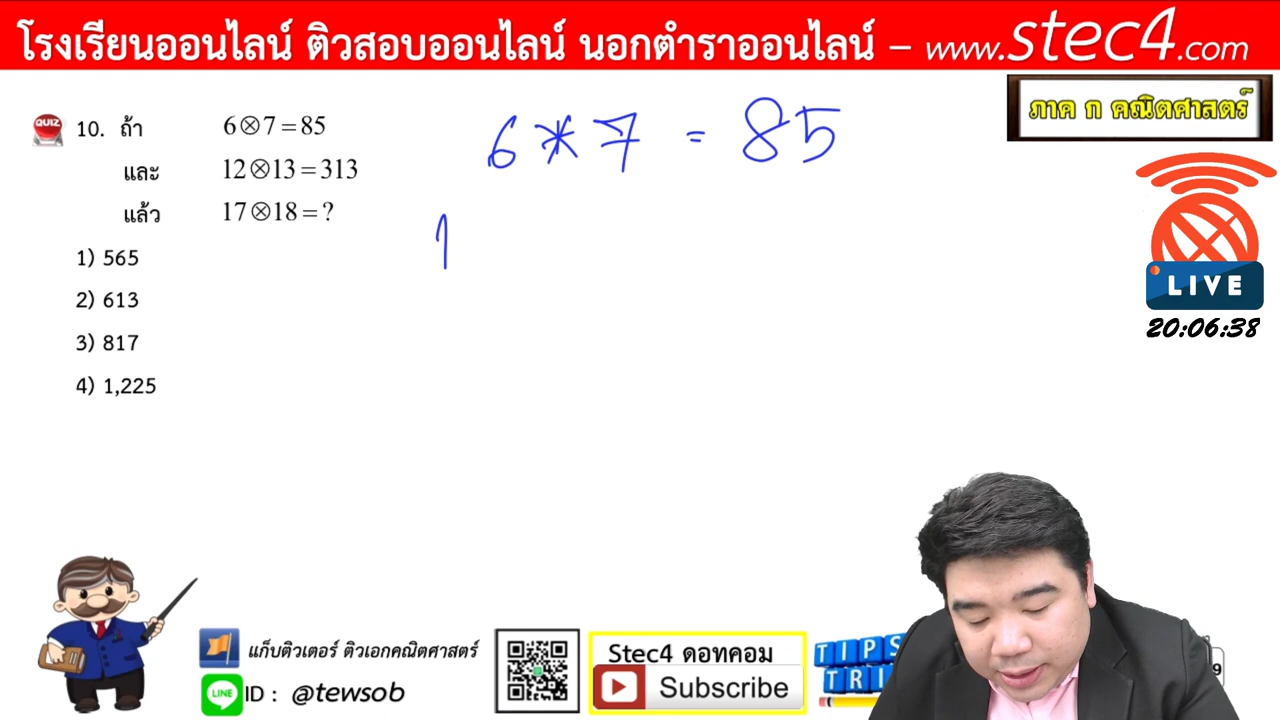 โรงเรียนออนไลน์ ติวสอบออนไลน์ นอกตำราออนไลน์ – www.stec4.com
ภาค ก คณิตศาสตร์
QUIZ
10. ถ้า 6⊗7=85
และ 12⊗13=313
แล้ว 17⊗18=?
1) 565
2) 613
3) 817
4) 1,225
6 * 7 = 85
1
LIVE
20:06:38
แก๊บติวเตอร์ ติวเอกคณิตศาสตร์
LINE ID : @tewsob
Stec4 ดอทคอม
Subscribe
TIPS
TRI
9